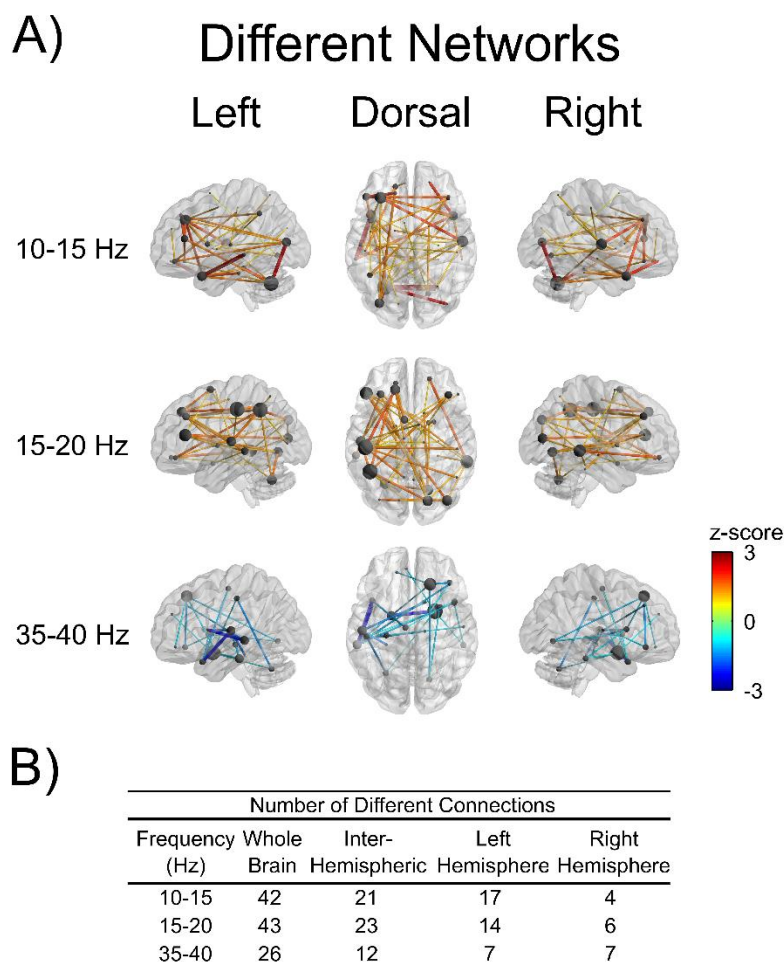 A)
Different Networks
Left Dorsal Right
10-15 Hz
15-20 Hz
35-40 Hz
z-score
3
0
-3
B)
Number of Different Connections
Frequency Whole Inter- Left Right
(Hz) Brain Hemispheric Hemisphere Hemisphere
10-15 42 21 17 4
15-20 43 23 14 6
35-40 26 12 7 7